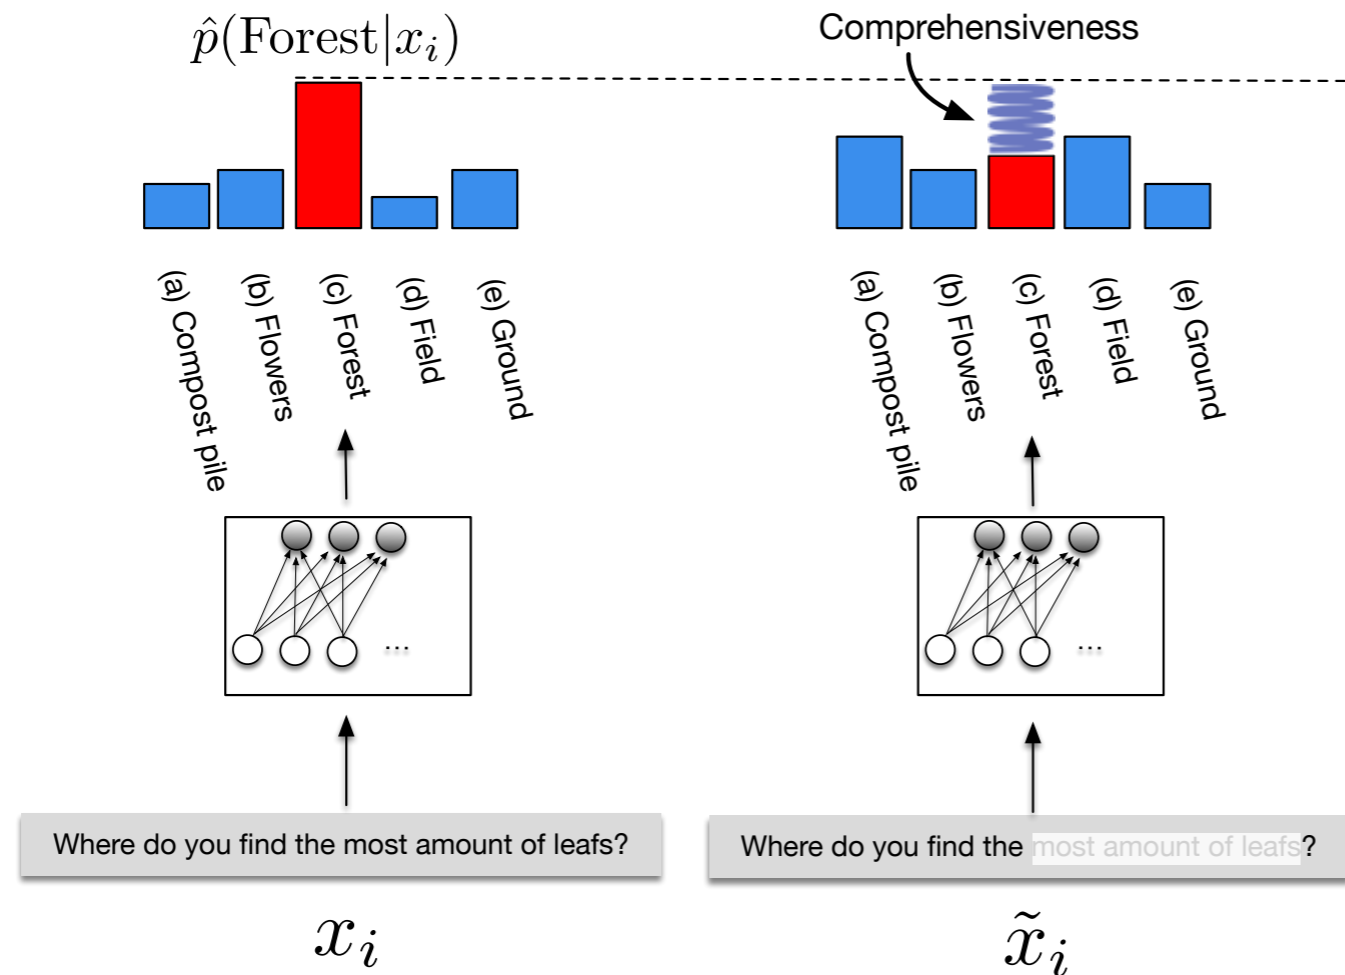 p̂(Forest|xᵢ)
Comprehensiveness
(a) Compost pile
(b) Flowers
(c) Forest
(d) Field
(e) Ground
(a) Compost pile
(b) Flowers
(c) Forest
(d) Field
(e) Ground
...
...
Where do you find the most amount of leafs?
Where do you find the most amount of leafs?
xᵢ
x̃ᵢ